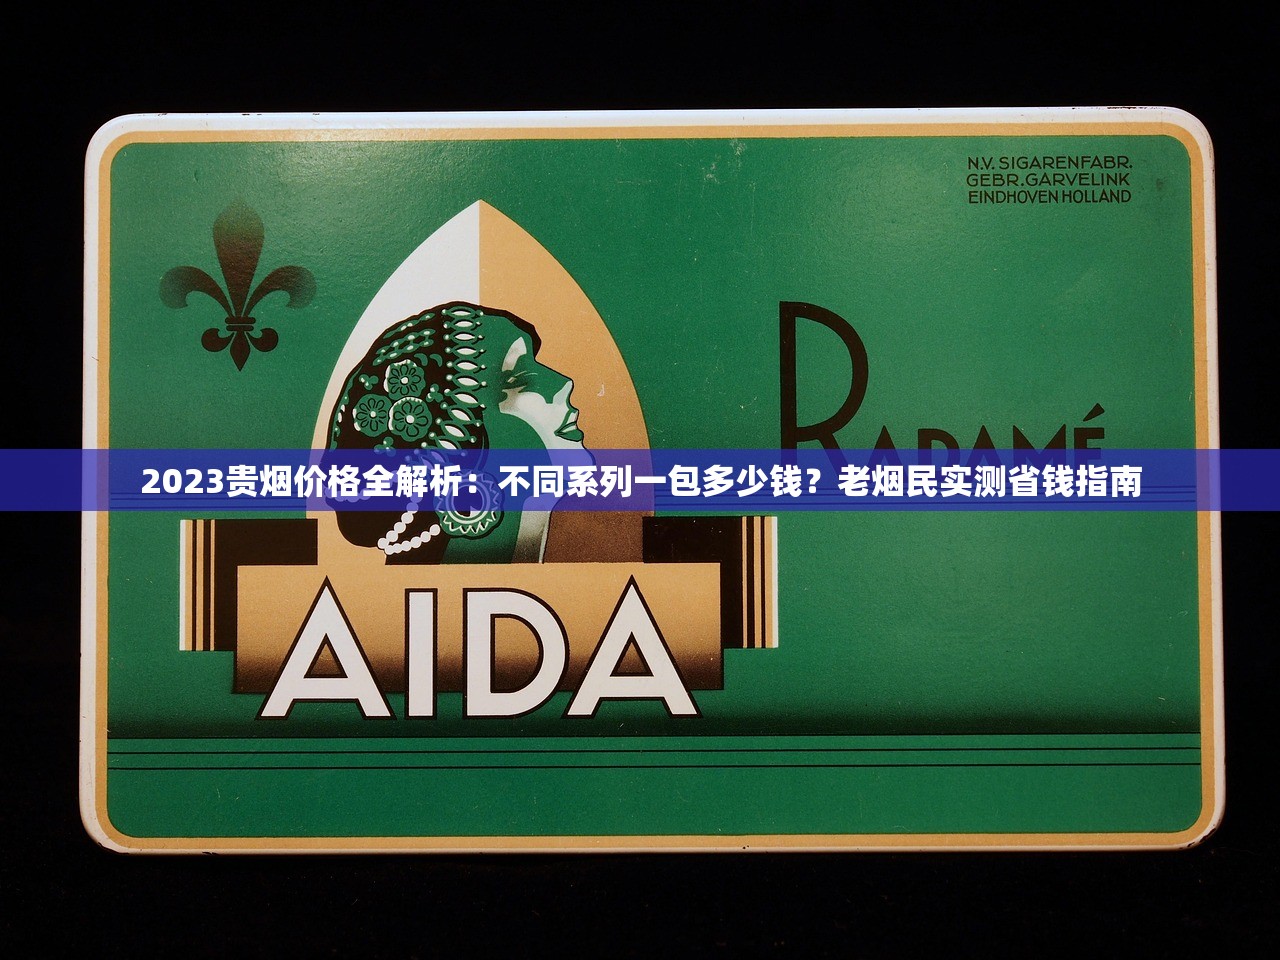 N.V. SIGARENFABR.
GEBR. GARVELINK
EINDHOVEN HOLLAND
RADAMÉ
2023贵烟价格全解析：不同系列一包多少钱？老烟民实测省钱指南
AIDA